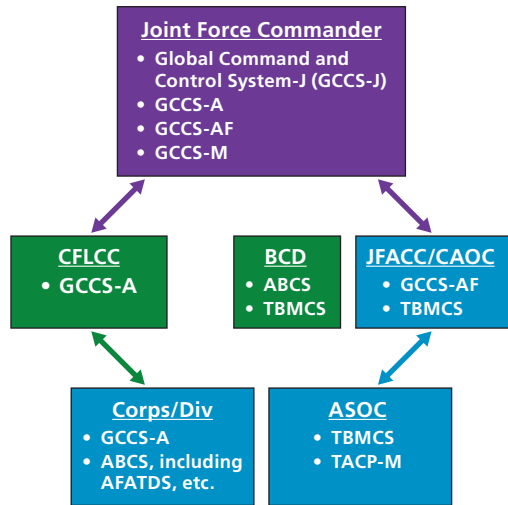 Joint Force Commander
• Global Command and
Control System-J (GCCS-J)
• GCCS-A
• GCCS-AF
• GCCS-M
CFLCC
• GCCS-A
BCD
• ABCS
• TBMCS
JFACC/CAOC
• GCCS-AF
• TBMCS
Corps/Div
• GCCS-A
• ABCS, including
AFATDS, etc.
ASOC
• TBMCS
• TACP-M